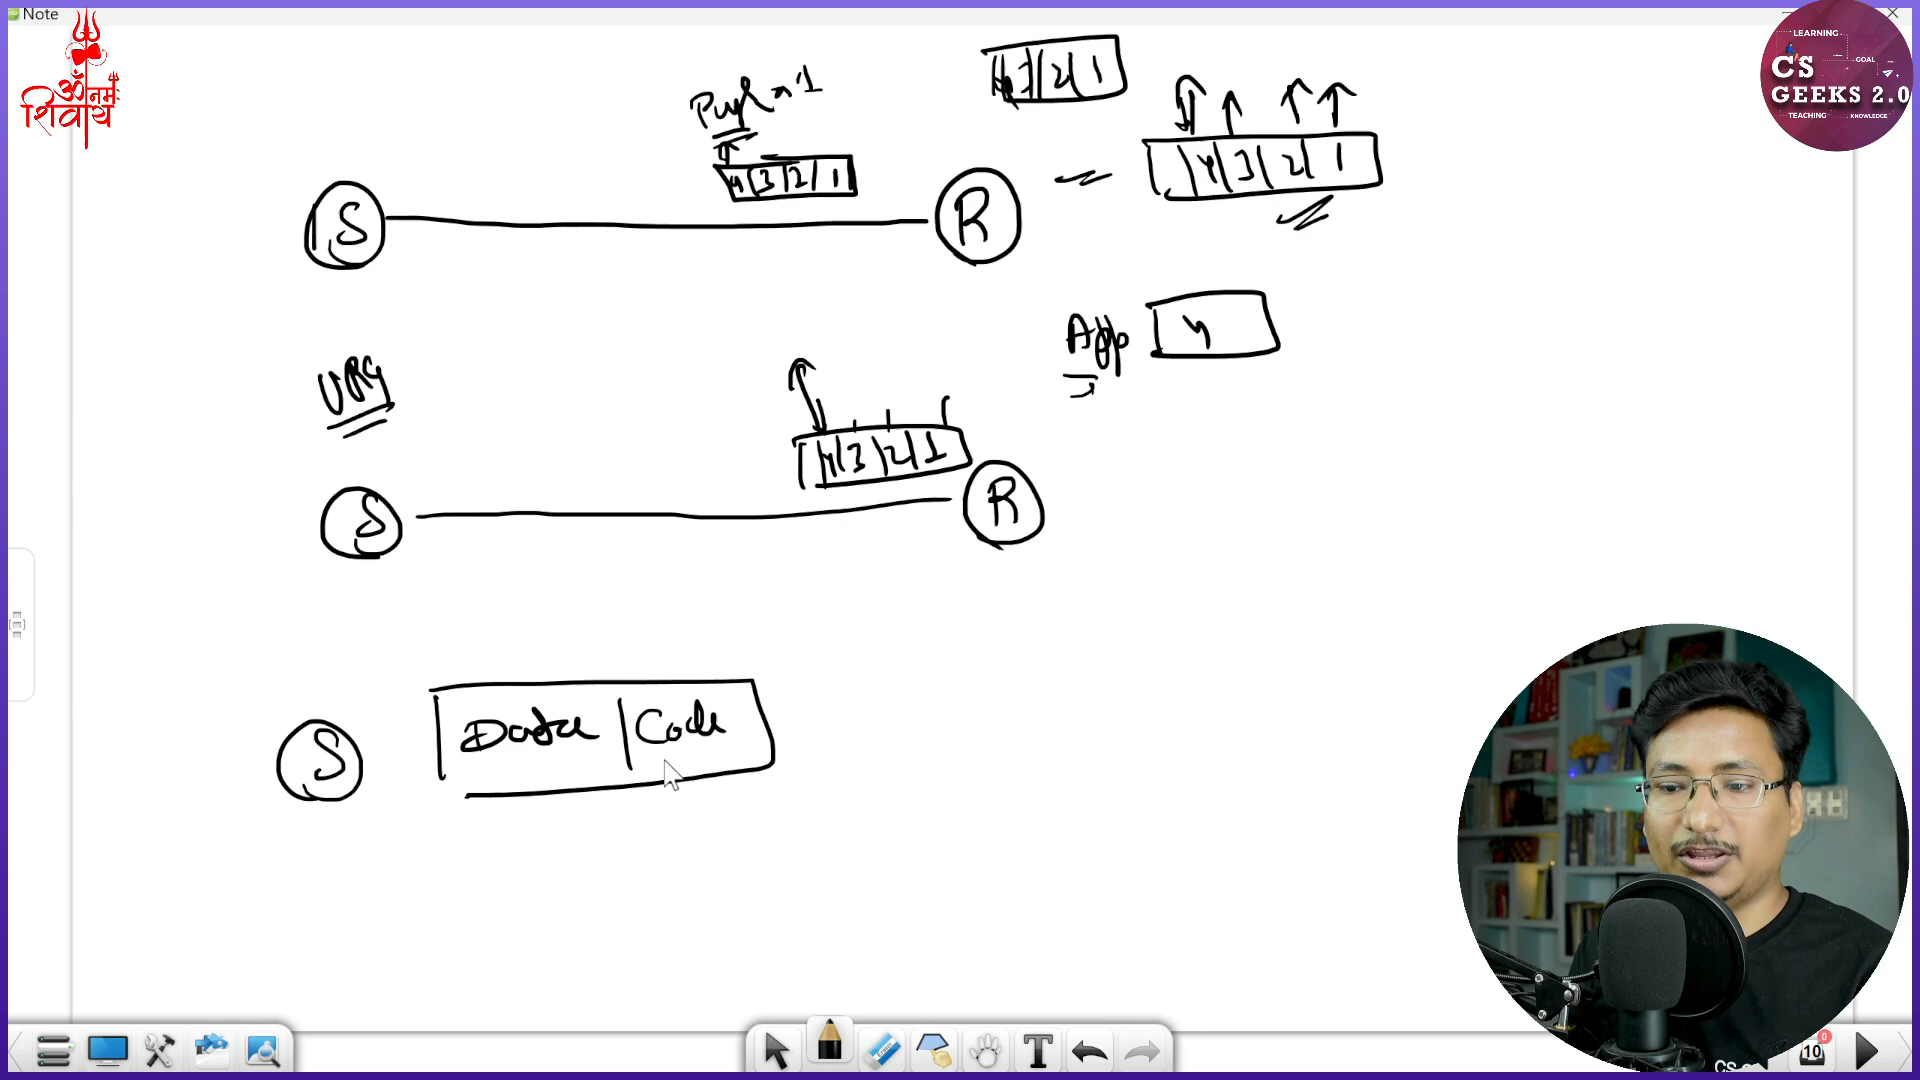 Note
ॐ नमः
शिवाय
LEARNING
GOAL
CS
GEEKS 2.0
TEACHING
KNOWLEDGE
Push = 1
4 3 2 1
3 2 1
4 3 2 1
S
R
App
4
URG
4 3 2 1
S
R
S
Data Code
T
10
0